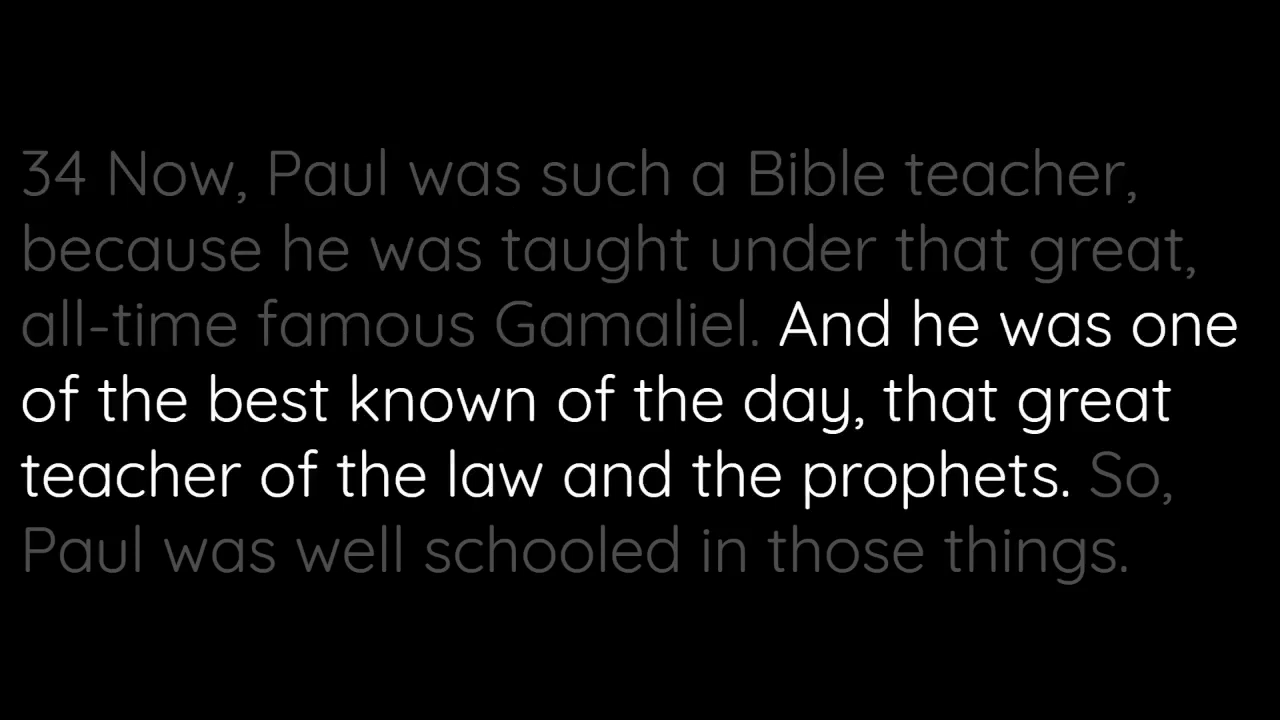 34 Now, Paul was such a Bible teacher,
because he was taught under that great,
all-time famous Gamaliel. And he was one
of the best known of the day, that great
teacher of the law and the prophets. So,
Paul was well schooled in those things.